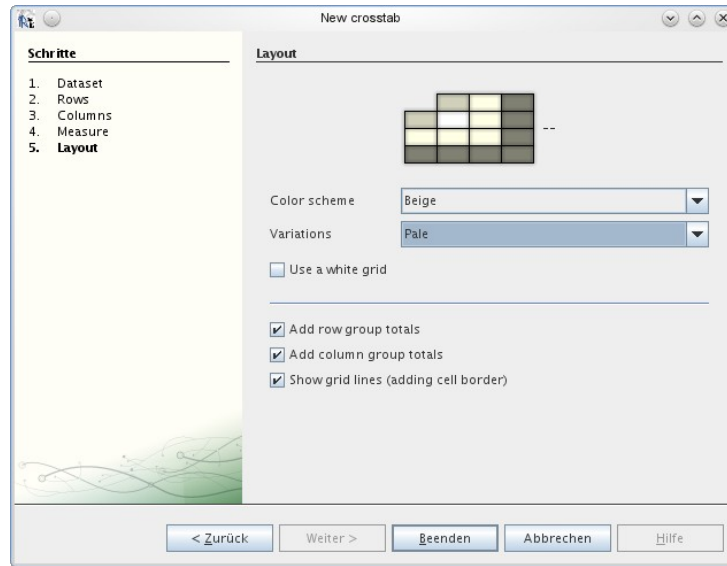 New crosstab
Schritte
1. Dataset
2. Rows
3. Columns
4. Measure
5. Layout
Layout
--
Color scheme
Beige
Variations
Pale
Use a white grid
Add row group totals
Add column group totals
Show grid lines (adding cell border)
< Zurück
Weiter >
Beenden
Abbrechen
Hilfe